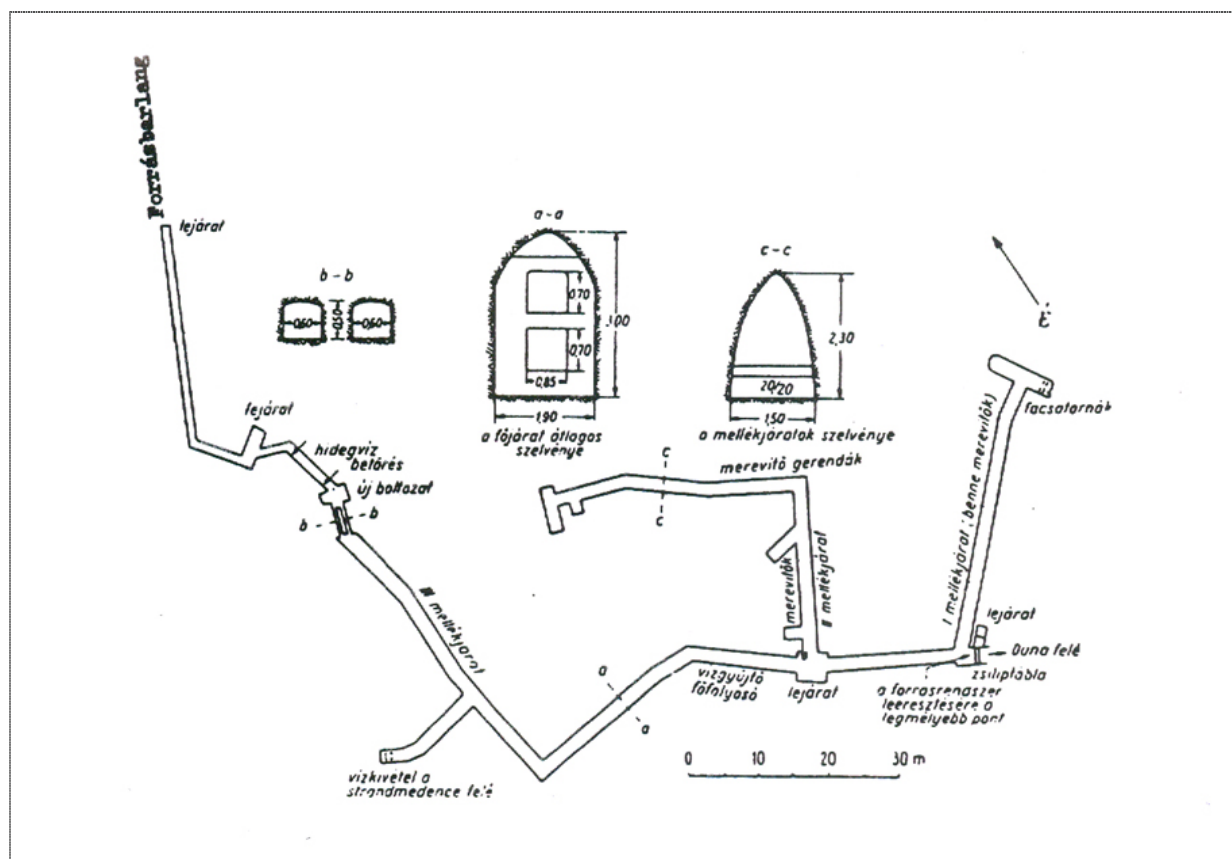 Forrásbarlang
lejárat
a-a
c-c
b-b
0,60
0,50
0,60
0,70
0,70
3,00
0,85
1,90
2,30
20/20
1,50
É
a főjárat átlagos
szelvénye
a mellékjáratok szelvénye
facsatornák
lejárat
hidegvíz
betörés
új boltozat
b
b
c
c
merevítő gerendák
merevítők
II mellékjárat
I mellékjárat (benne merevítők)
III mellékjárat
lejárat
Duna felé
zsiliptábla
a
a
vízgyűjtő
főfolyosó
lejárat
a forrásrendszer
leeresztésére a
legmélyebb pont
0 10 20 30 m
vízkivétel a
strandmedence felé